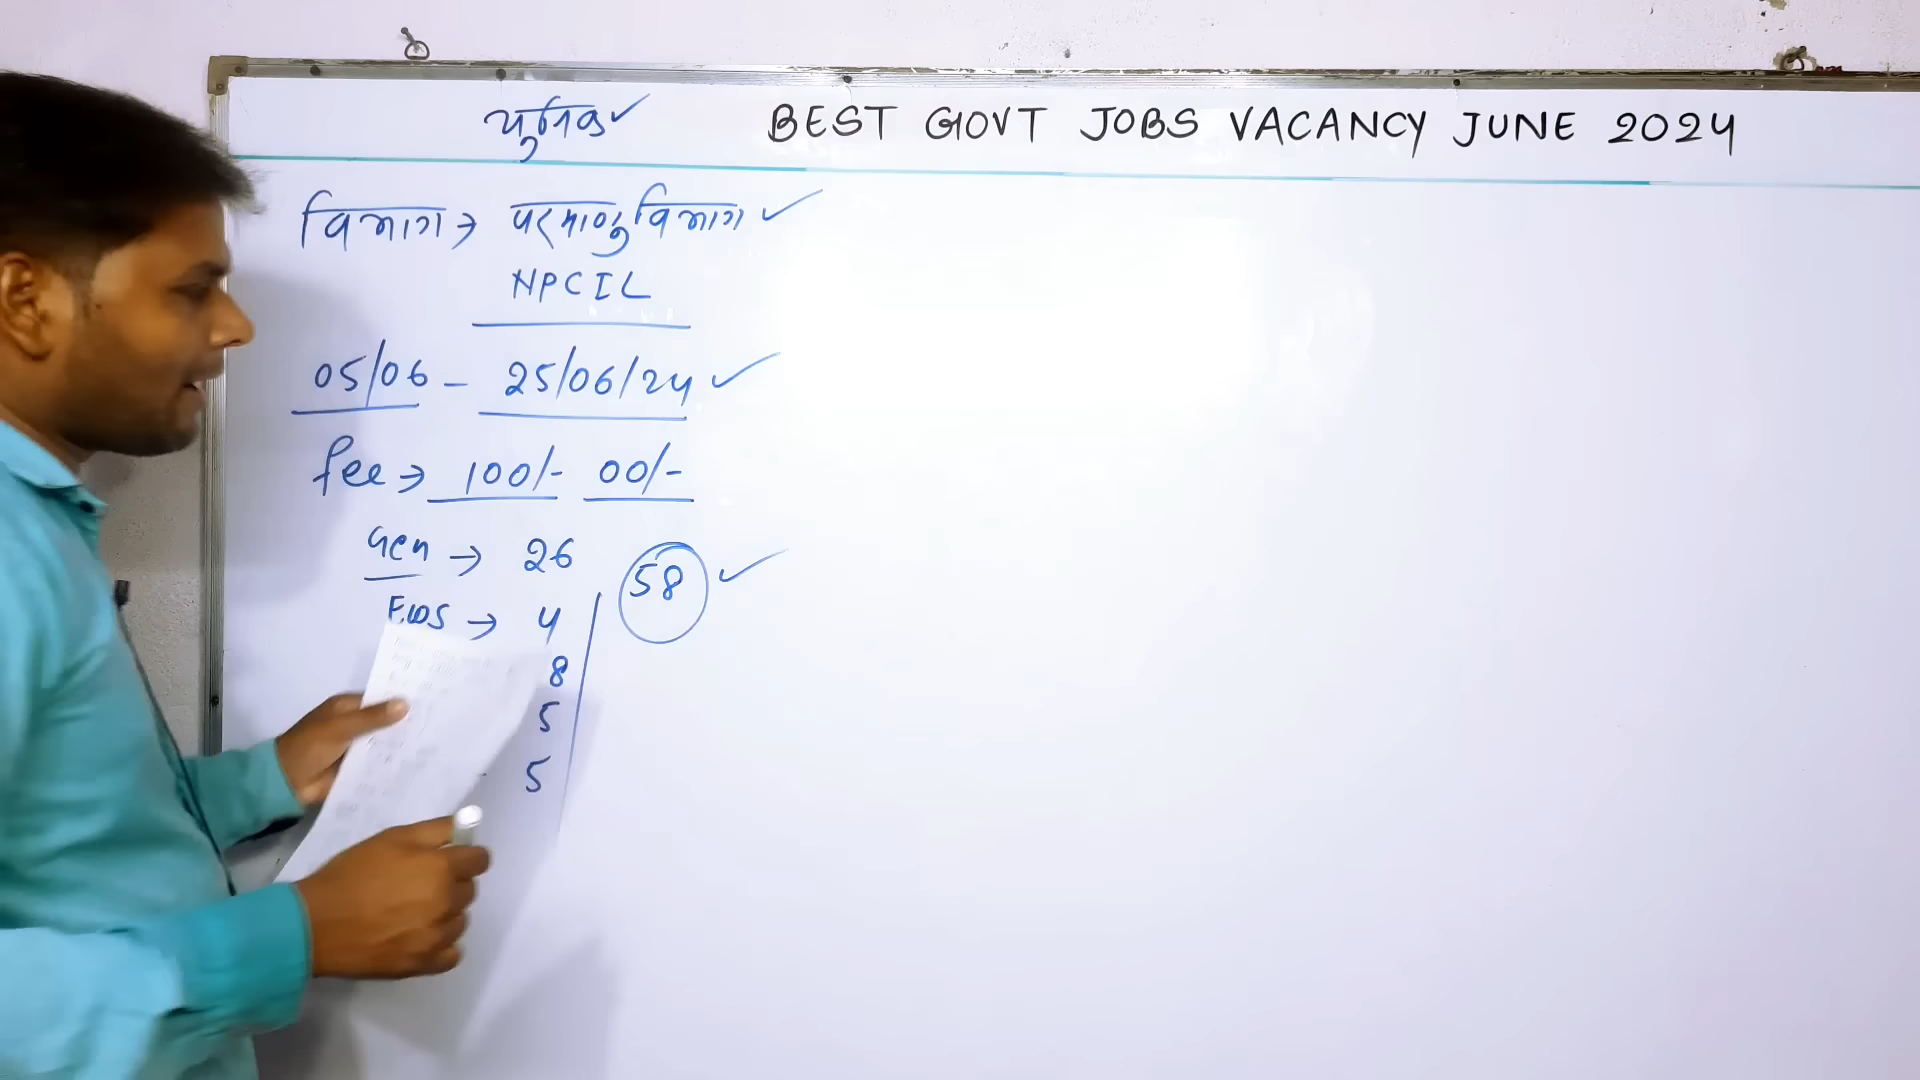 यूनिक BEST GOVT JOBS VACANCY JUNE 2024
विभाग → परमाणु विभाग
NPCIL
05/06 - 25/06/24
fee → 100/- 00/-
Gen → 26
58
EWS → 4
8
5
5